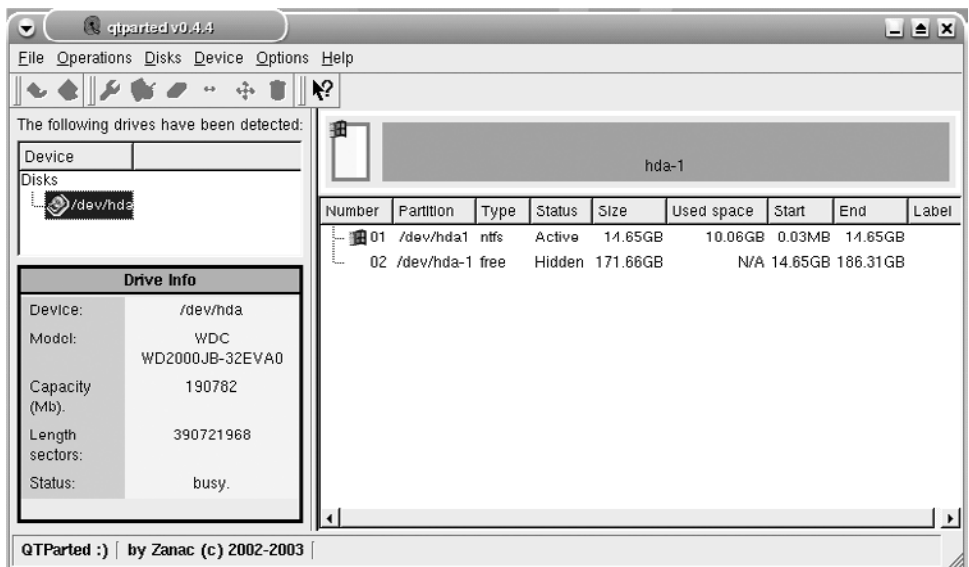 qtparted v0.4.4
File Operations Disks Device Options Help
The following drives have been detected:
Device
Disks
/dev/hda
Drive Info
Device: /dev/hda
Model: WDC WD2000JB-32EVA0
Capacity (Mb). 190782
Length sectors: 390721968
Status: busy.
hda-1
Number Partition Type Status Size Used space Start End Label
01 /dev/hda1 ntfs Active 14.65GB 10.06GB 0.03MB 14.65GB
02 /dev/hda-1 free Hidden 171.66GB N/A 14.65GB 186.31GB
QTParted :) by Zanac (c) 2002-2003